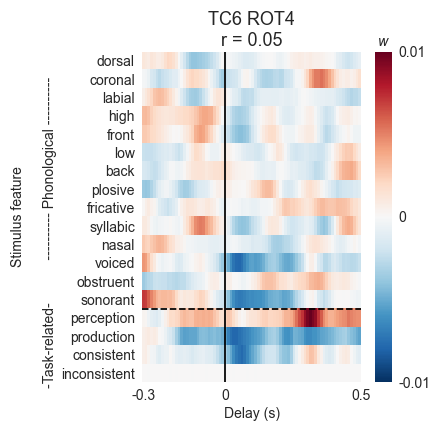 TC6 ROT4
r = 0.05
w
Stimulus feature
-Task-related- ----------- Phonological -----------
dorsal
coronal
labial
high
front
low
back
plosive
fricative
syllabic
nasal
voiced
obstruent
sonorant
perception
production
consistent
inconsistent
0.01
0
-0.01
-0.3 0 0.5
Delay (s)